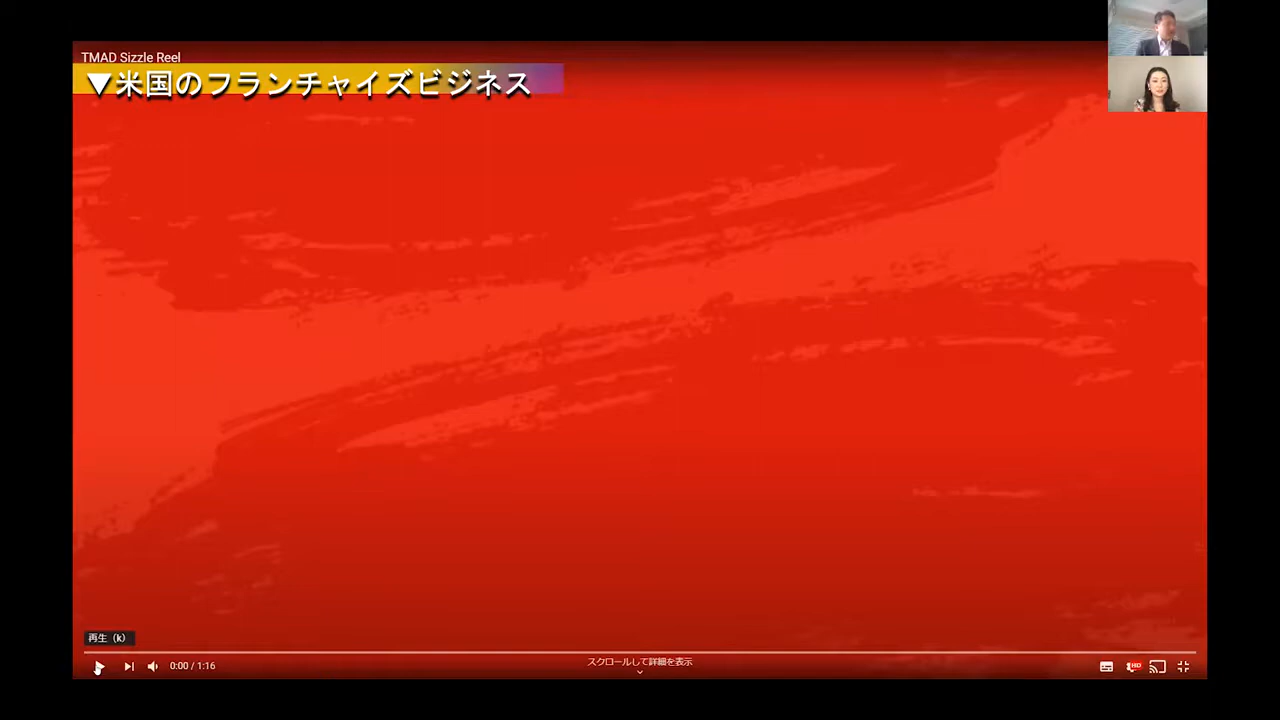 TMAD Sizzle Reel
▼米国のフランチャイズビジネス
再生 (k)
0:00 / 1:16
スクロールして詳細を表示
HD